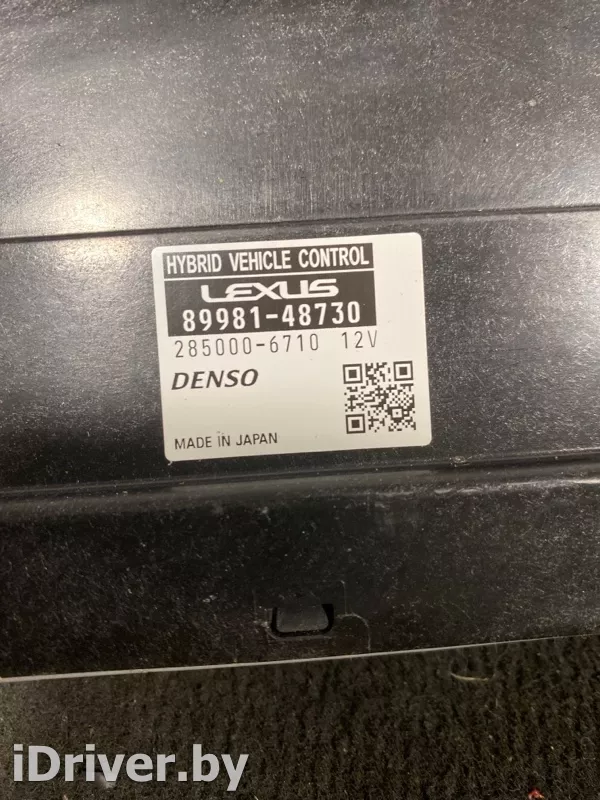 HYBRID VEHICLE CONTROL
LEXUS
89981-48730
285000-6710 12V
DENSO
MADE IN JAPAN
iDriver.by